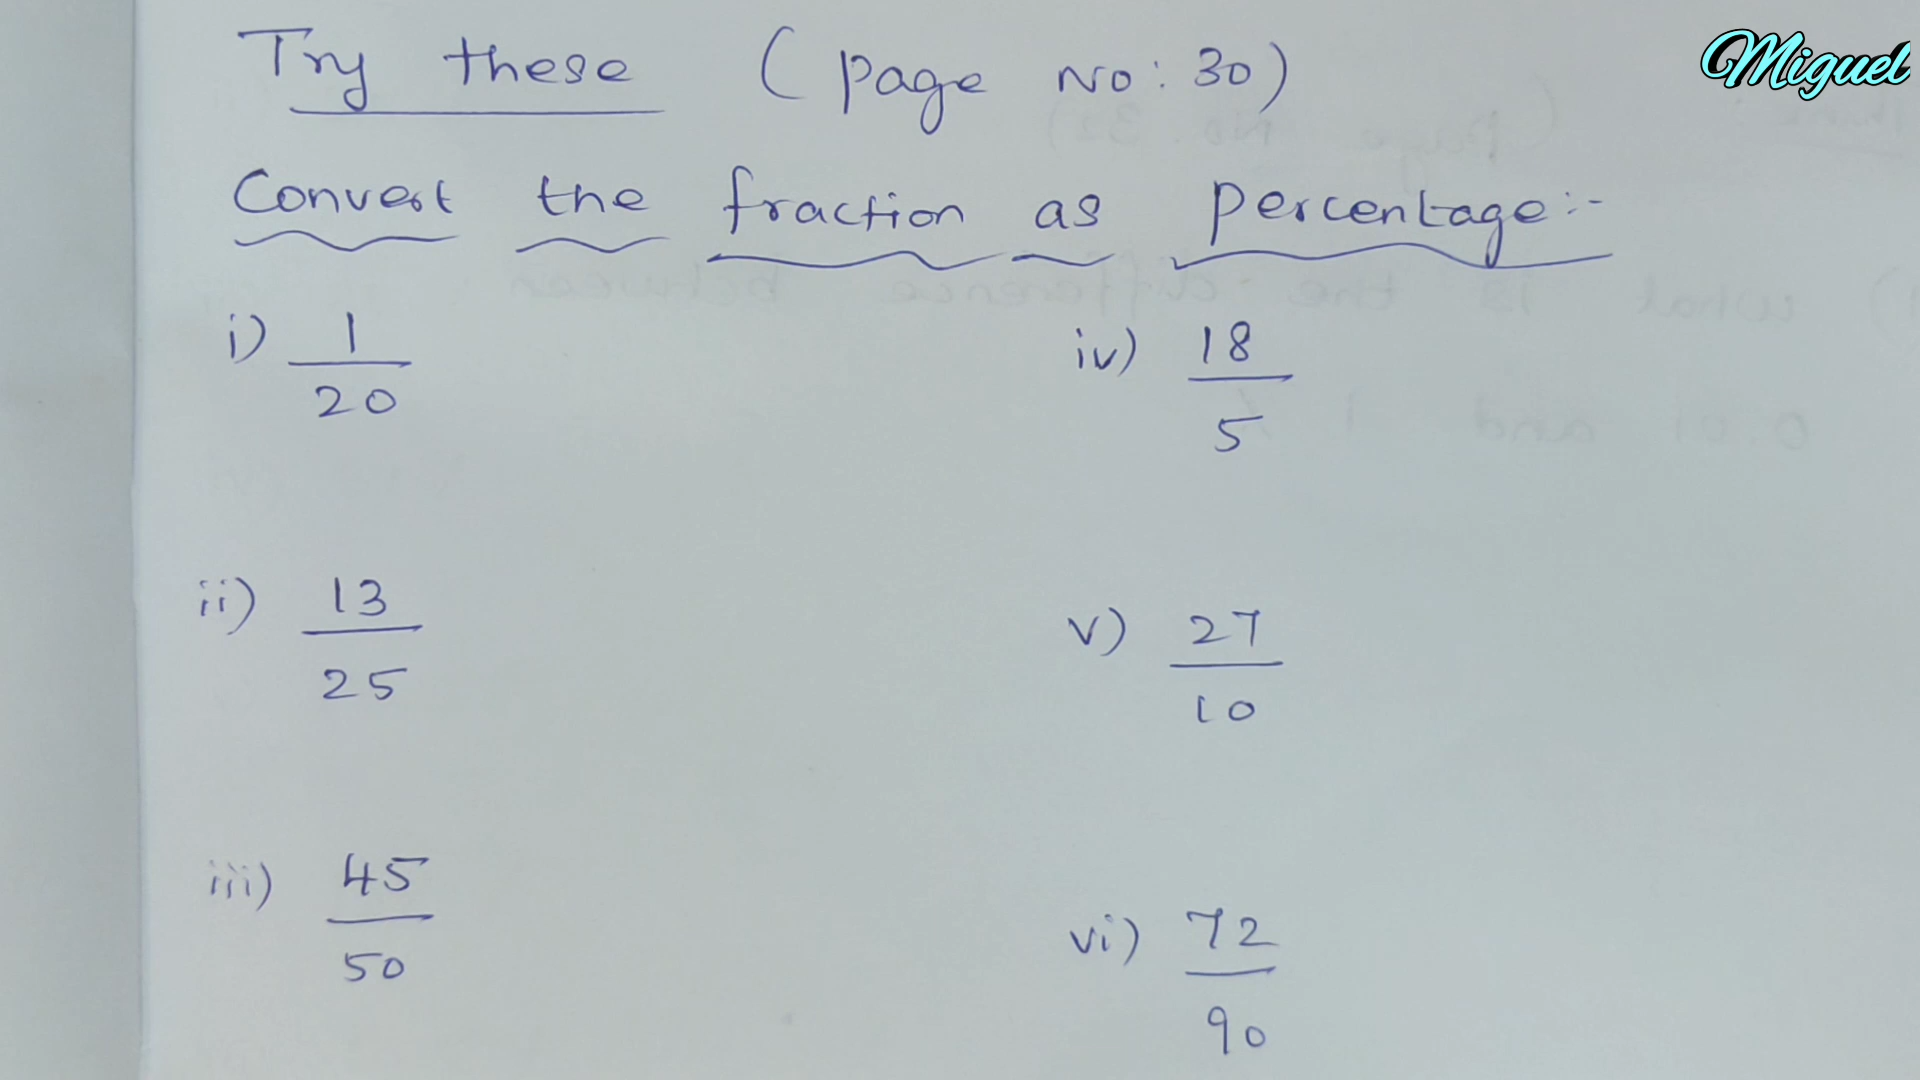 Try these (page No: 30)
Miguel
Convert the fraction as percentage:-
i) 1/20
iv) 18/5
ii) 13/25
v) 27/10
iii) 45/50
vi) 72/90